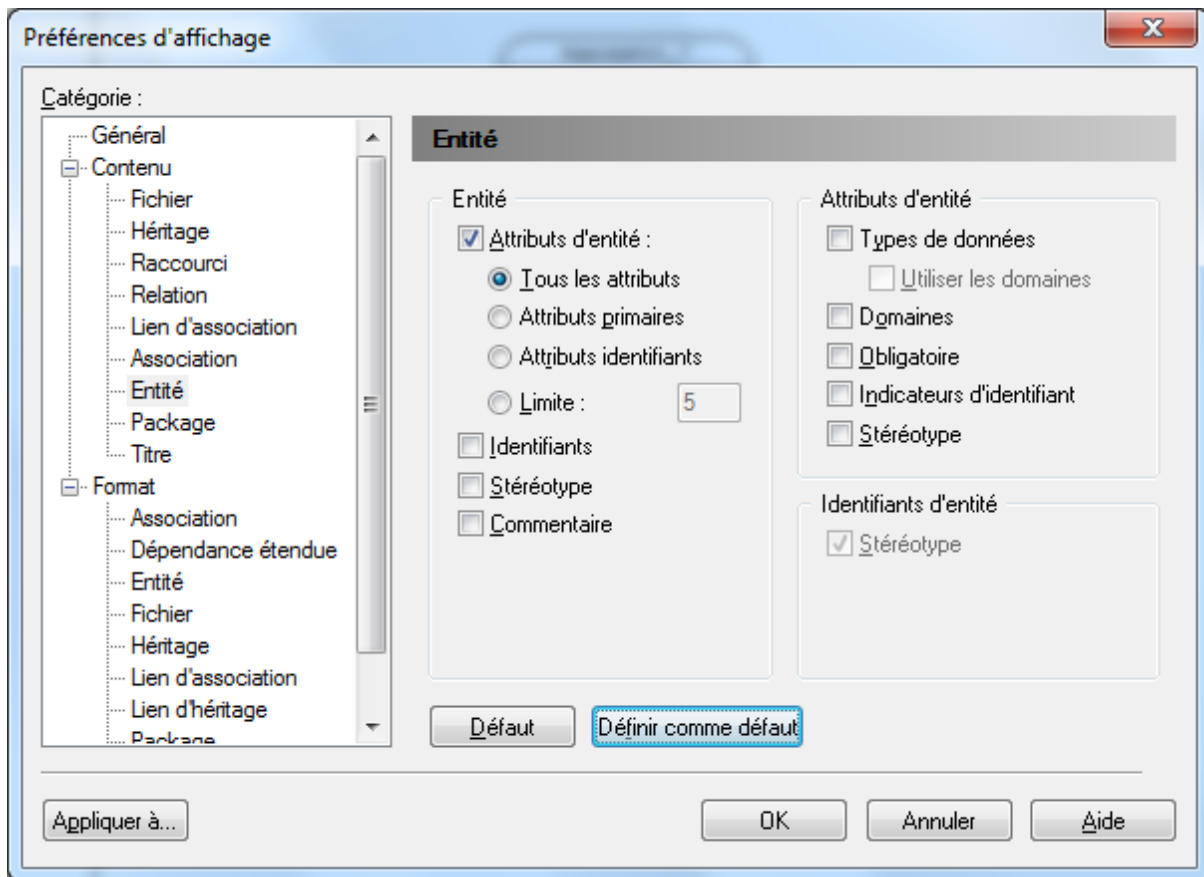 Préférences d'affichage
Catégorie :
Général
Contenu
Fichier
Héritage
Raccourci
Relation
Lien d'association
Association
Entité
Package
Titre
Format
Association
Dépendance étendue
Entité
Fichier
Héritage
Lien d'association
Lien d'héritage
Package
Entité
Entité
Attributs d'entité :
Tous les attributs
Attributs primaires
Attributs identifiants
Limite :
5
Identifiants
Stéréotype
Commentaire
Attributs d'entité
Types de données
Utiliser les domaines
Domaines
Obligatoire
Indicateurs d'identifiant
Stéréotype
Identifiants d'entité
Stéréotype
Défaut
Définir comme défaut
Appliquer à...
OK
Annuler
Aide